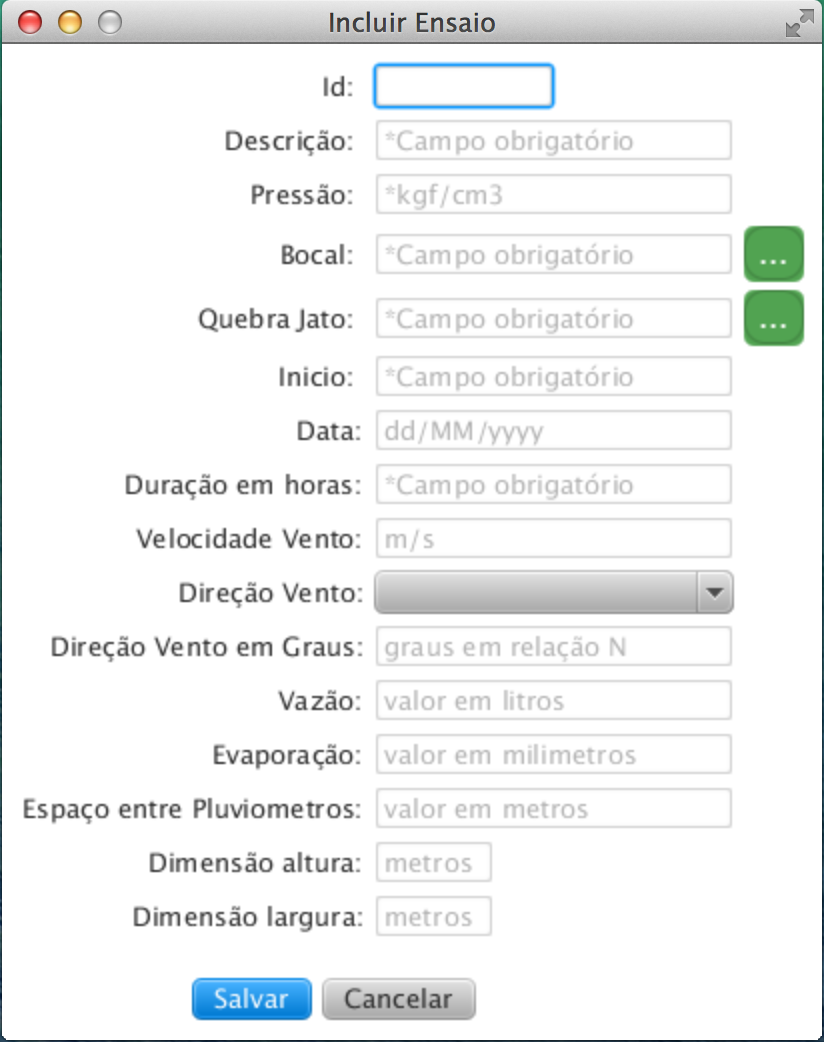 Incluir Ensaio
Id:
Descrição: *Campo obrigatório
Pressão: *kgf/cm3
Bocal: *Campo obrigatório ...
Quebra Jato: *Campo obrigatório ...
Inicio: *Campo obrigatório
Data: dd/MM/yyyy
Duração em horas: *Campo obrigatório
Velocidade Vento: m/s
Direção Vento:
Direção Vento em Graus: graus em relação N
Vazão: valor em litros
Evaporação: valor em milimetros
Espaço entre Pluviometros: valor em metros
Dimensão altura: metros
Dimensão largura: metros
Salvar Cancelar